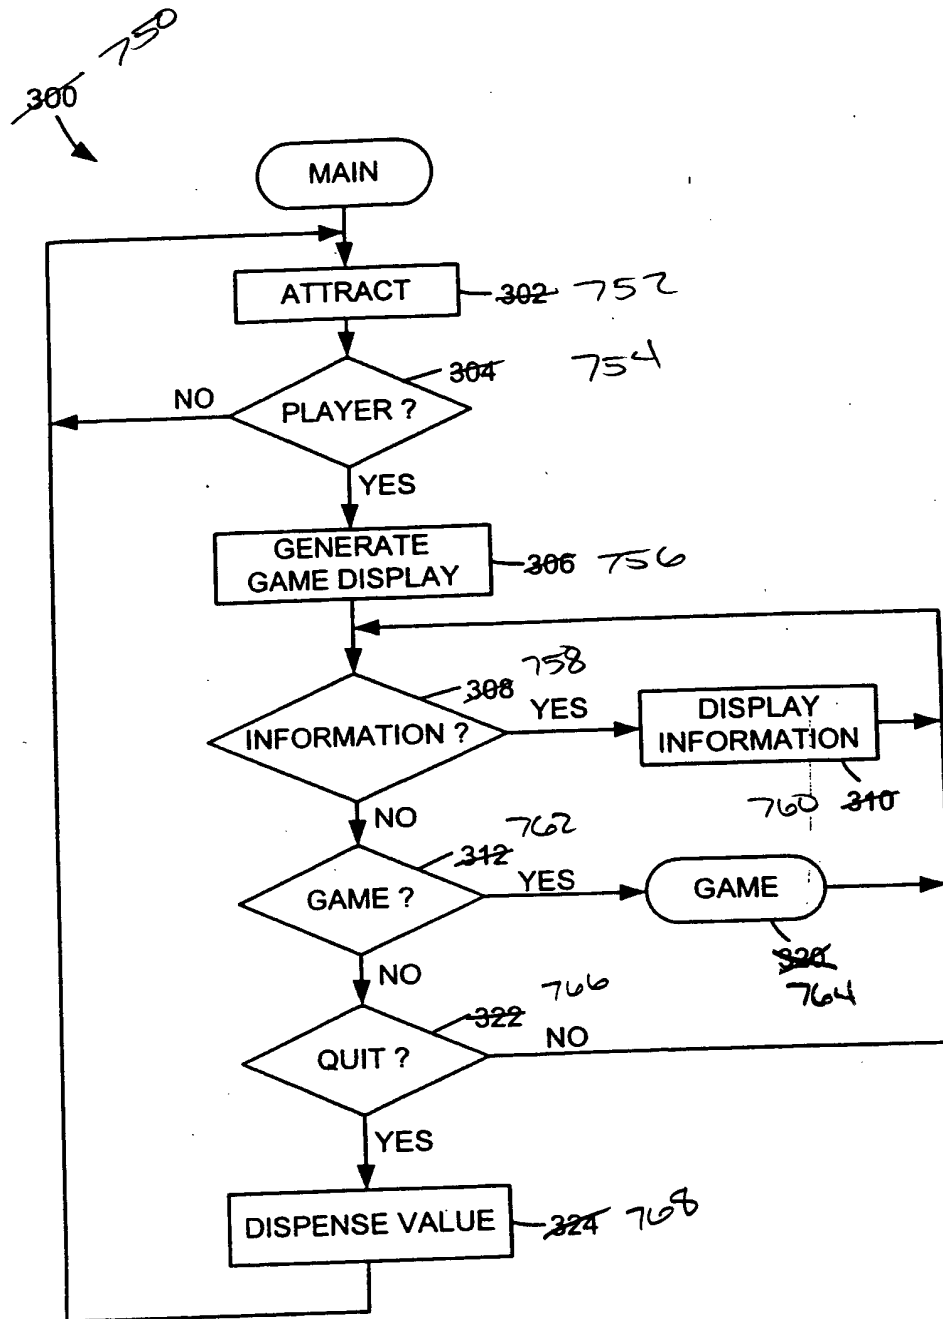 750
300
MAIN
ATTRACT
302 752
304 754
PLAYER ?
NO
YES
GENERATE
GAME DISPLAY
306 756
758
308
INFORMATION ?
YES
DISPLAY
INFORMATION
760 310
NO
762
312
GAME ?
YES
GAME
320
764
NO
766
322
QUIT ?
NO
YES
DISPENSE VALUE
324 768